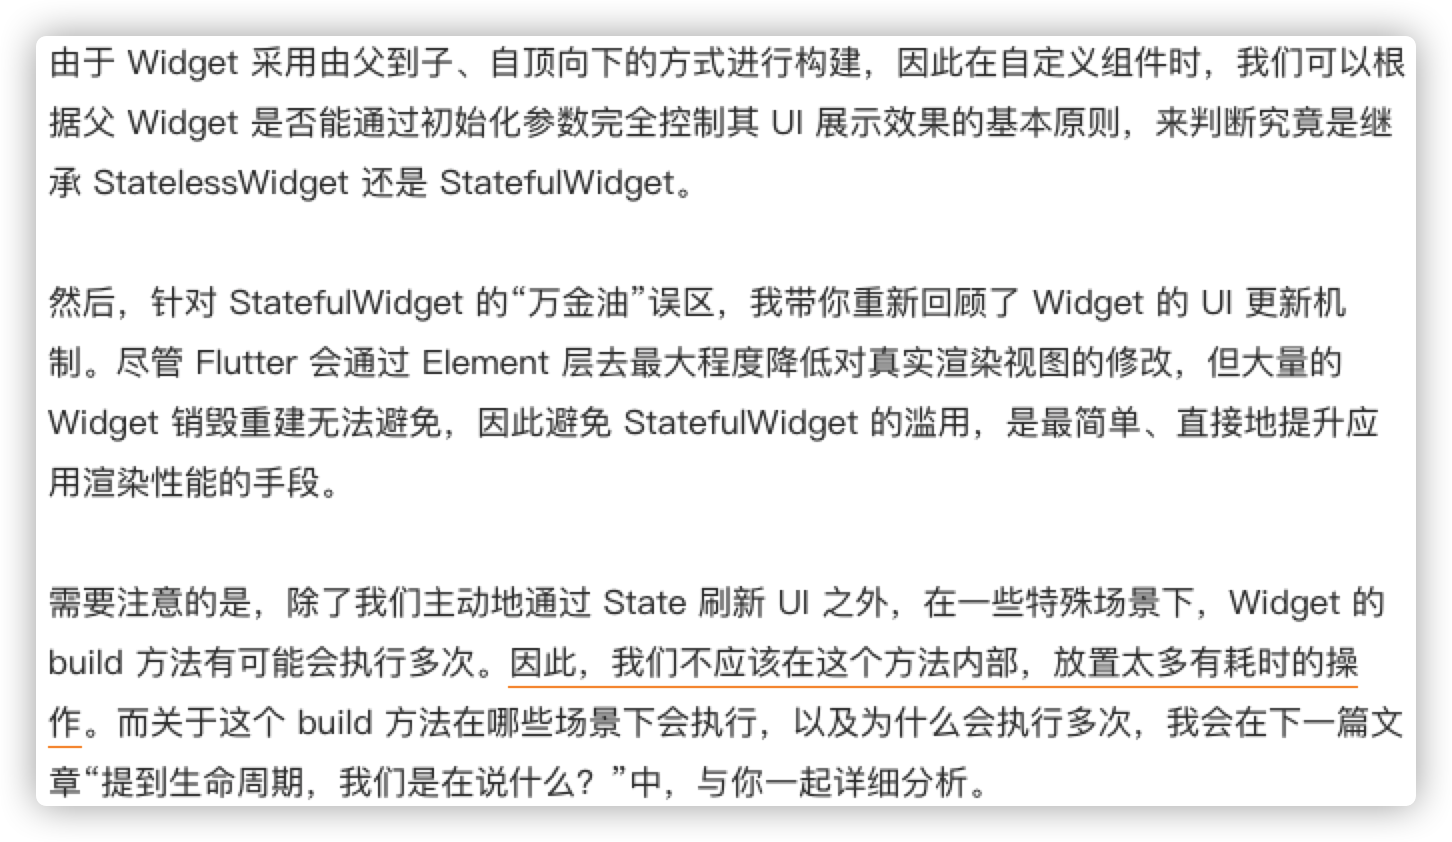 由于 Widget 采用由父到子、自顶向下的方式进行构建，因此在自定义组件时，我们可以根
据父 Widget 是否能通过初始化参数完全控制其 UI 展示效果的基本原则，来判断究竟是继
承 StatelessWidget 还是 StatefulWidget。
然后，针对 StatefulWidget 的“万金油”误区，我带你重新回顾了 Widget 的 UI 更新机
制。尽管 Flutter 会通过 Element 层去最大程度降低对真实渲染视图的修改，但大量的
Widget 销毁重建无法避免，因此避免 StatefulWidget 的滥用，是最简单、直接地提升应
用渲染性能的手段。
需要注意的是，除了我们主动地通过 State 刷新 UI 之外，在一些特殊场景下，Widget 的
build 方法有可能会执行多次。因此，我们不应该在这个方法内部，放置太多有耗时的操
作。而关于这个 build 方法在哪些场景下会执行，以及为什么会执行多次，我会在下一篇文
章“提到生命周期，我们是在说什么？”中，与你一起详细分析。